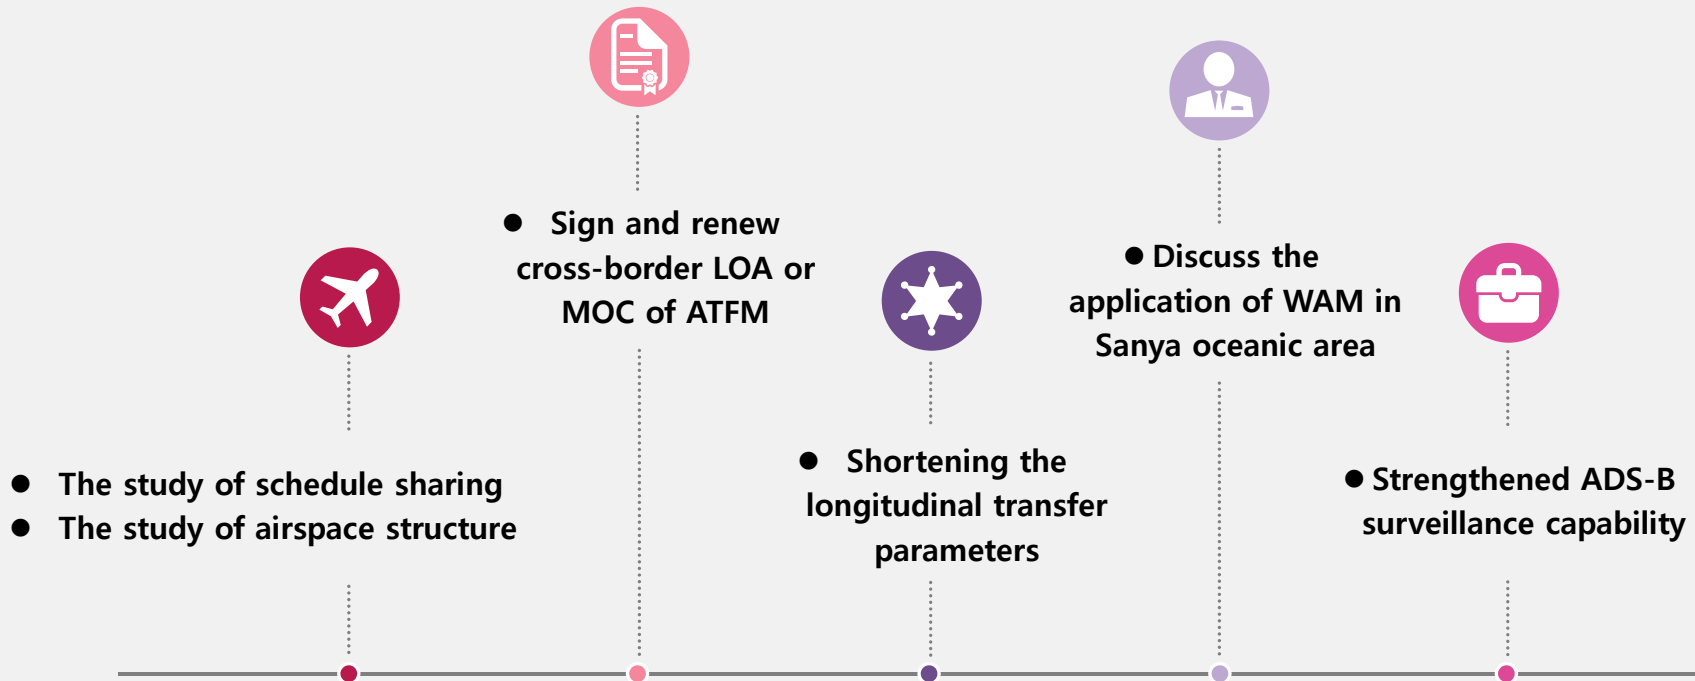 ● The study of schedule sharing
● The study of airspace structure
● Sign and renew
cross-border LOA or
MOC of ATFM
● Shortening the
longitudinal transfer
parameters
● Discuss the
application of WAM in
Sanya oceanic area
● Strengthened ADS-B
surveillance capability